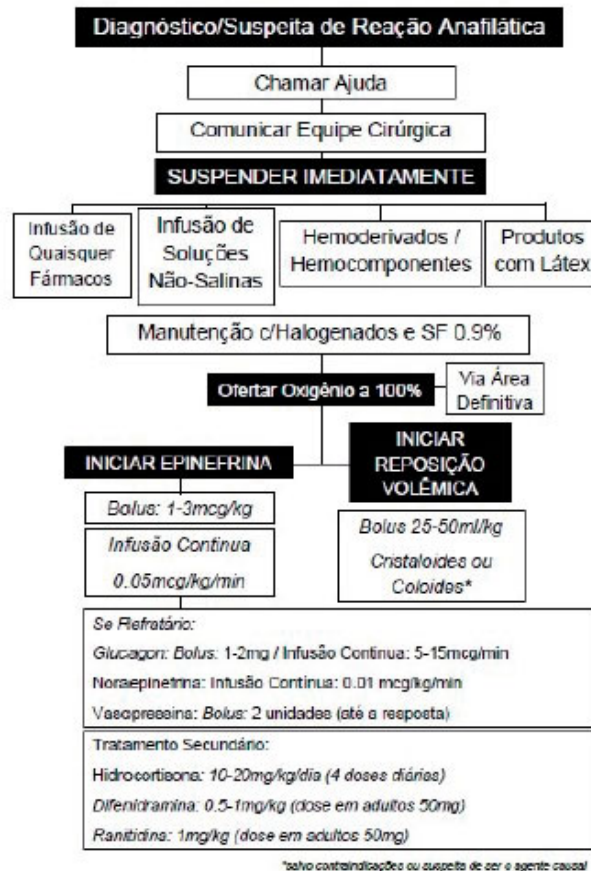 Diagnóstico/Suspeita de Reação Anafilática
Chamar Ajuda
Comunicar Equipe Cirúrgica
SUSPENDER IMEDIATAMENTE
Infusão de
Quaisquer
Fármacos
Infusão de
Soluções
Não-Salinas
Hemoderivados /
Hemocomponentes
Produtos
com Látex
Manutenção c/Halogenados e SF 0.9%
Ofertar Oxigênio a 100%
Via Área
Definitiva
INICIAR EPINEFRINA
Bolus: 1-3mcg/kg
Infusão Continua
0.05mcg/kg/min
INICIAR
REPOSIÇÃO
VOLÊMICA
Bolus 25-50ml/kg
Cristaloides ou
Coloides*
Se Refratário:
Glucagon: Bolus: 1-2mg / Infusão Continua: 5-15mcg/min
Noraepinefrina: Infusão Continua: 0.01 mcg/kg/min
Vasopressina: Bolus: 2 unidades (até a resposta)
Tratamento Secundário:
Hidrocortisona: 10-20mg/kg/dia (4 doses diárias)
Difenidramina: 0.5-1mg/kg (dose em adultos 50mg)
Ranitidina: 1mg/kg (dose em adultos 50mg)
*salvo contraindicações ou suspeita de ser o agente causal